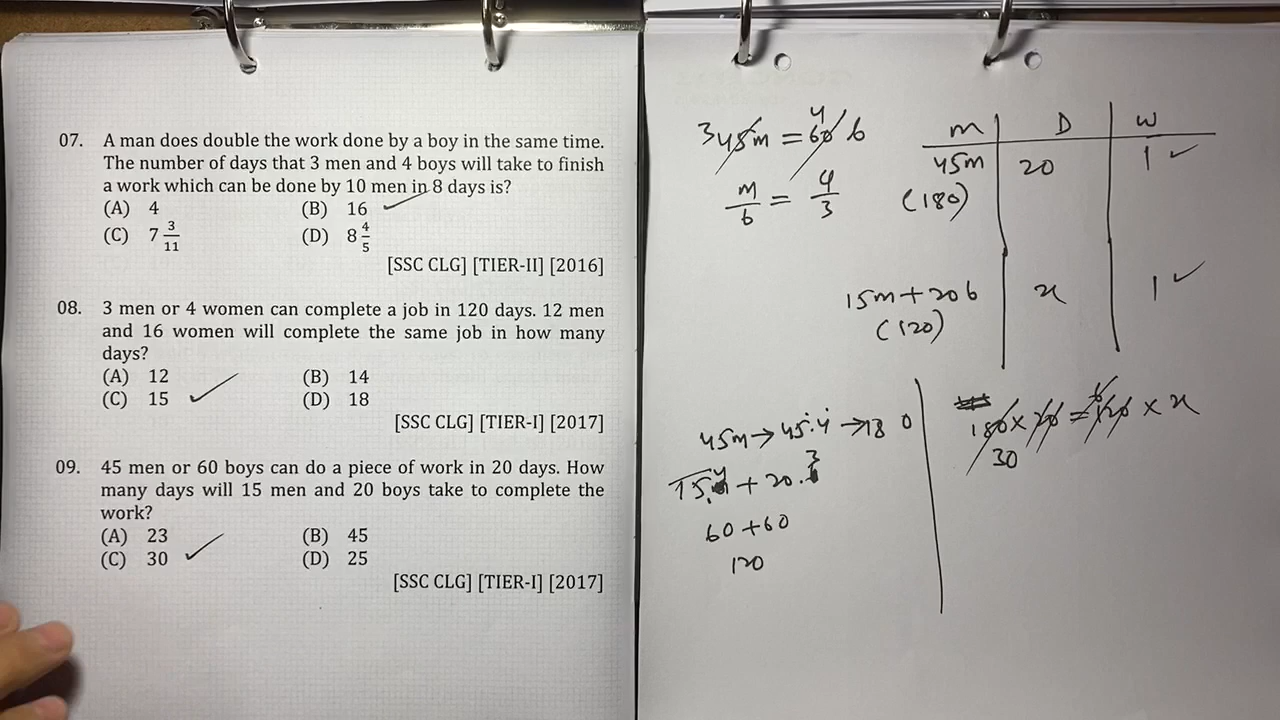 07. A man does double the work done by a boy in the same time.
The number of days that 3 men and 4 boys will take to finish
a work which can be done by 10 men in 8 days is?
(A) 4 (B) 16
(C) 7 3/11 (D) 8 4/5
[SSC CLG] [TIER-II] [2016]
08. 3 men or 4 women can complete a job in 120 days. 12 men
and 16 women will complete the same job in how many
days?
(A) 12 (B) 14
(C) 15 (D) 18
[SSC CLG] [TIER-I] [2017]
09. 45 men or 60 boys can do a piece of work in 20 days. How
many days will 15 men and 20 boys take to complete the
work?
(A) 23 (B) 45
(C) 30 (D) 25
[SSC CLG] [TIER-I] [2017]
3 45m = 4 60 b
m/b = 4/3
m D W
45m 20 1
(180)
15m+20b x 1
(120)
45m → 45.4 → 180
15.4 + 20.3
60+60
120
180 × 20 = 120 × x
30